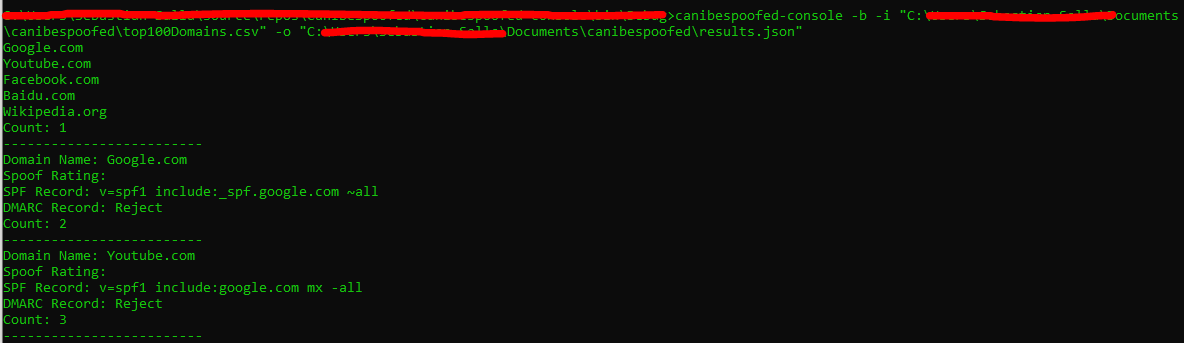 >canibespoofed-console -b -i "C:\Documents
\canibespoofed\top100Domains.csv" -o "C:\Documents\canibespoofed\results.json"
Google.com
Youtube.com
Facebook.com
Baidu.com
Wikipedia.org
Count: 1
-------------------------
Domain Name: Google.com
Spoof Rating:
SPF Record: v=spf1 include:_spf.google.com ~all
DMARC Record: Reject
Count: 2
-------------------------
Domain Name: Youtube.com
Spoof Rating:
SPF Record: v=spf1 include:google.com mx -all
DMARC Record: Reject
Count: 3
-------------------------